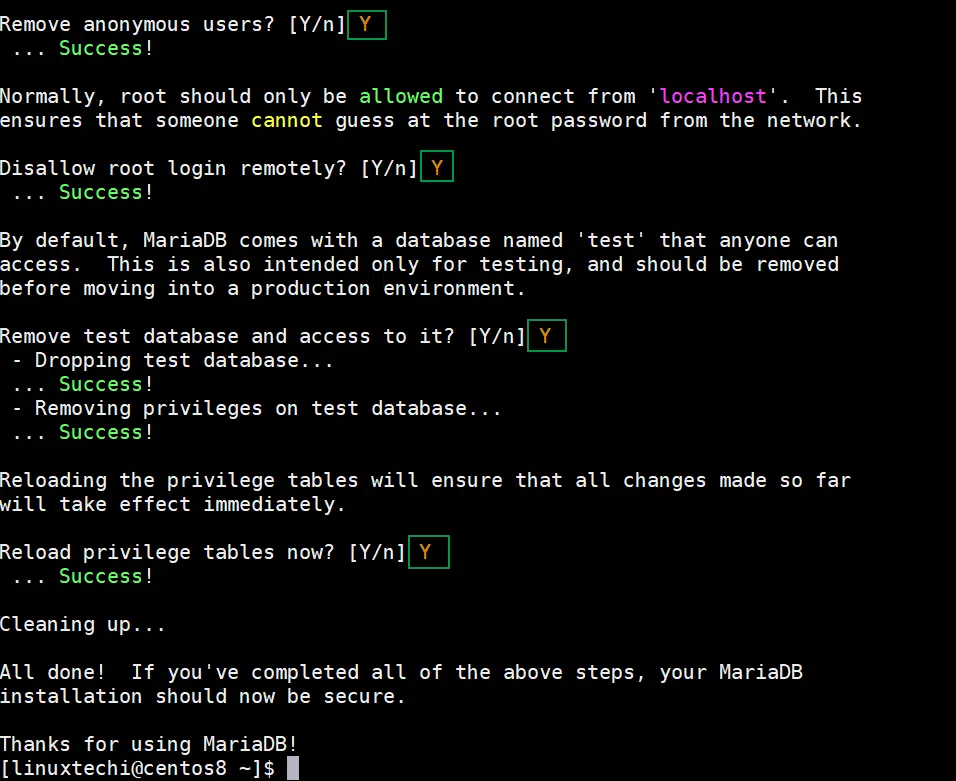 Remove anonymous users? [Y/n] Y
 ... Success!
Normally, root should only be allowed to connect from 'localhost'.  This
ensures that someone cannot guess at the root password from the network.
Disallow root login remotely? [Y/n] Y
 ... Success!
By default, MariaDB comes with a database named 'test' that anyone can
access.  This is also intended only for testing, and should be removed
before moving into a production environment.
Remove test database and access to it? [Y/n] Y
 - Dropping test database...
 ... Success!
 - Removing privileges on test database...
 ... Success!
Reloading the privilege tables will ensure that all changes made so far
will take effect immediately.
Reload privilege tables now? [Y/n] Y
 ... Success!
Cleaning up...
All done!  If you've completed all of the above steps, your MariaDB
installation should now be secure.
Thanks for using MariaDB!
[linuxtechi@centos8 ~]$